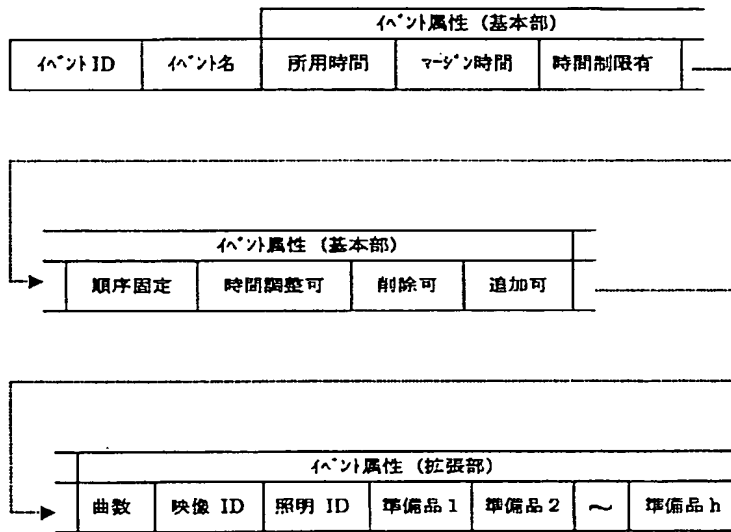 イベント属性 (基本部)
イベント ID イベント名 所用時間 マージン時間 時間制限有
イベント属性 (基本部)
順序固定 時間調整可 削除可 追加可
イベント属性 (拡張部)
曲数 映像 ID 照明 ID 準備品 1 準備品 2 ～ 準備品 h